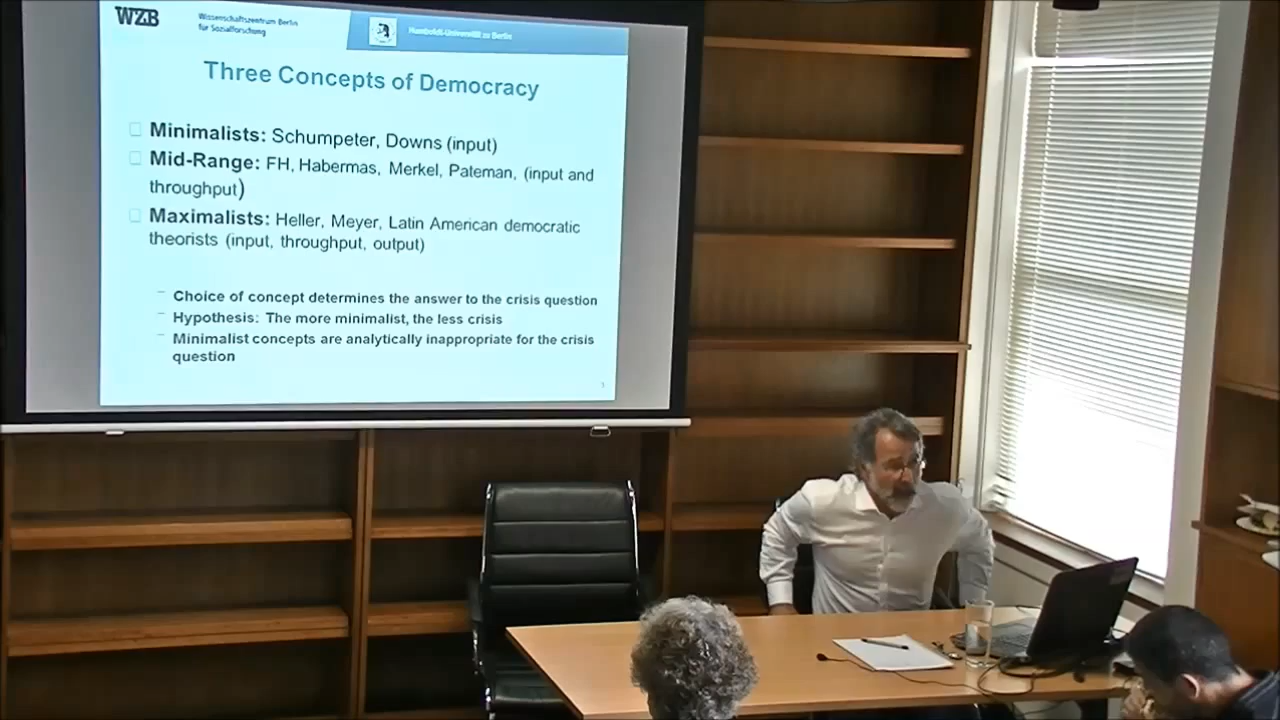 WZB
Wissenschaftszentrum Berlin
für Sozialforschung
Humboldt-Universität zu Berlin
Three Concepts of Democracy
Minimalists: Schumpeter, Downs (input)
Mid-Range: FH, Habermas, Merkel, Pateman, (input and
throughput)
Maximalists: Heller, Meyer, Latin American democratic
theorists (input, throughput, output)
– Choice of concept determines the answer to the crisis question
– Hypothesis: The more minimalist, the less crisis
– Minimalist concepts are analytically inappropriate for the crisis
question